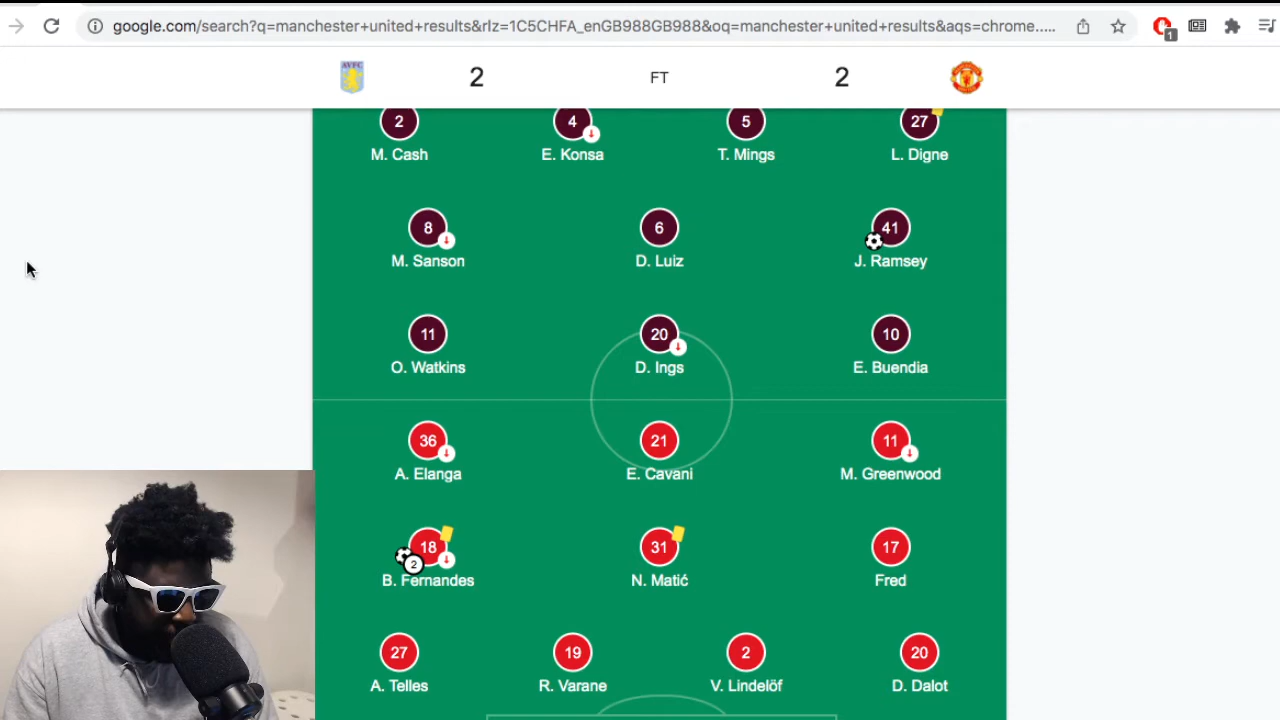 google.com/search?q=manchester+united+results&rlz=1C5CHFA_enGB988GB988&oq=manchester+united+results&aqs=chrome.....
1
AVFC
2 FT 2
2 4 5 27
M. Cash E. Konsa T. Mings L. Digne
8 6 41
M. Sanson D. Luiz J. Ramsey
11 20 10
O. Watkins D. Ings E. Buendia
36 21 11
A. Elanga E. Cavani M. Greenwood
18 31 17
2
B. Fernandes N. Matić Fred
27 19 2 20
A. Telles R. Varane V. Lindelöf D. Dalot